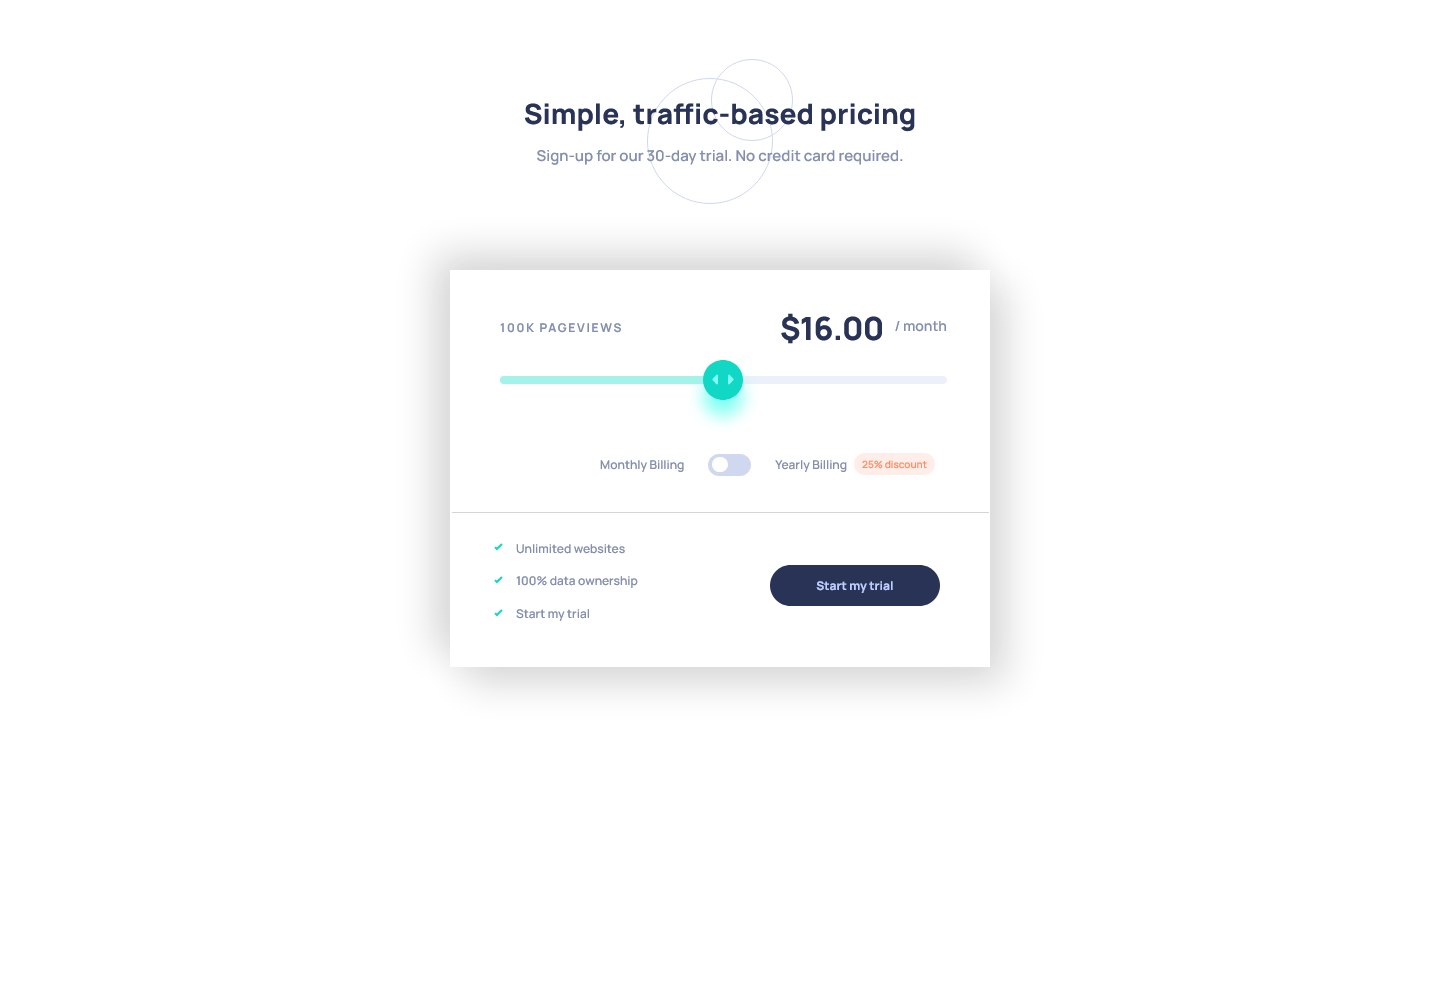 Simple, traffic-based pricing
Sign-up for our 30-day trial. No credit card required.
100K PAGEVIEWS
$16.00 / month
Monthly Billing
Yearly Billing 25% discount
Unlimited websites
100% data ownership
Start my trial
Start my trial